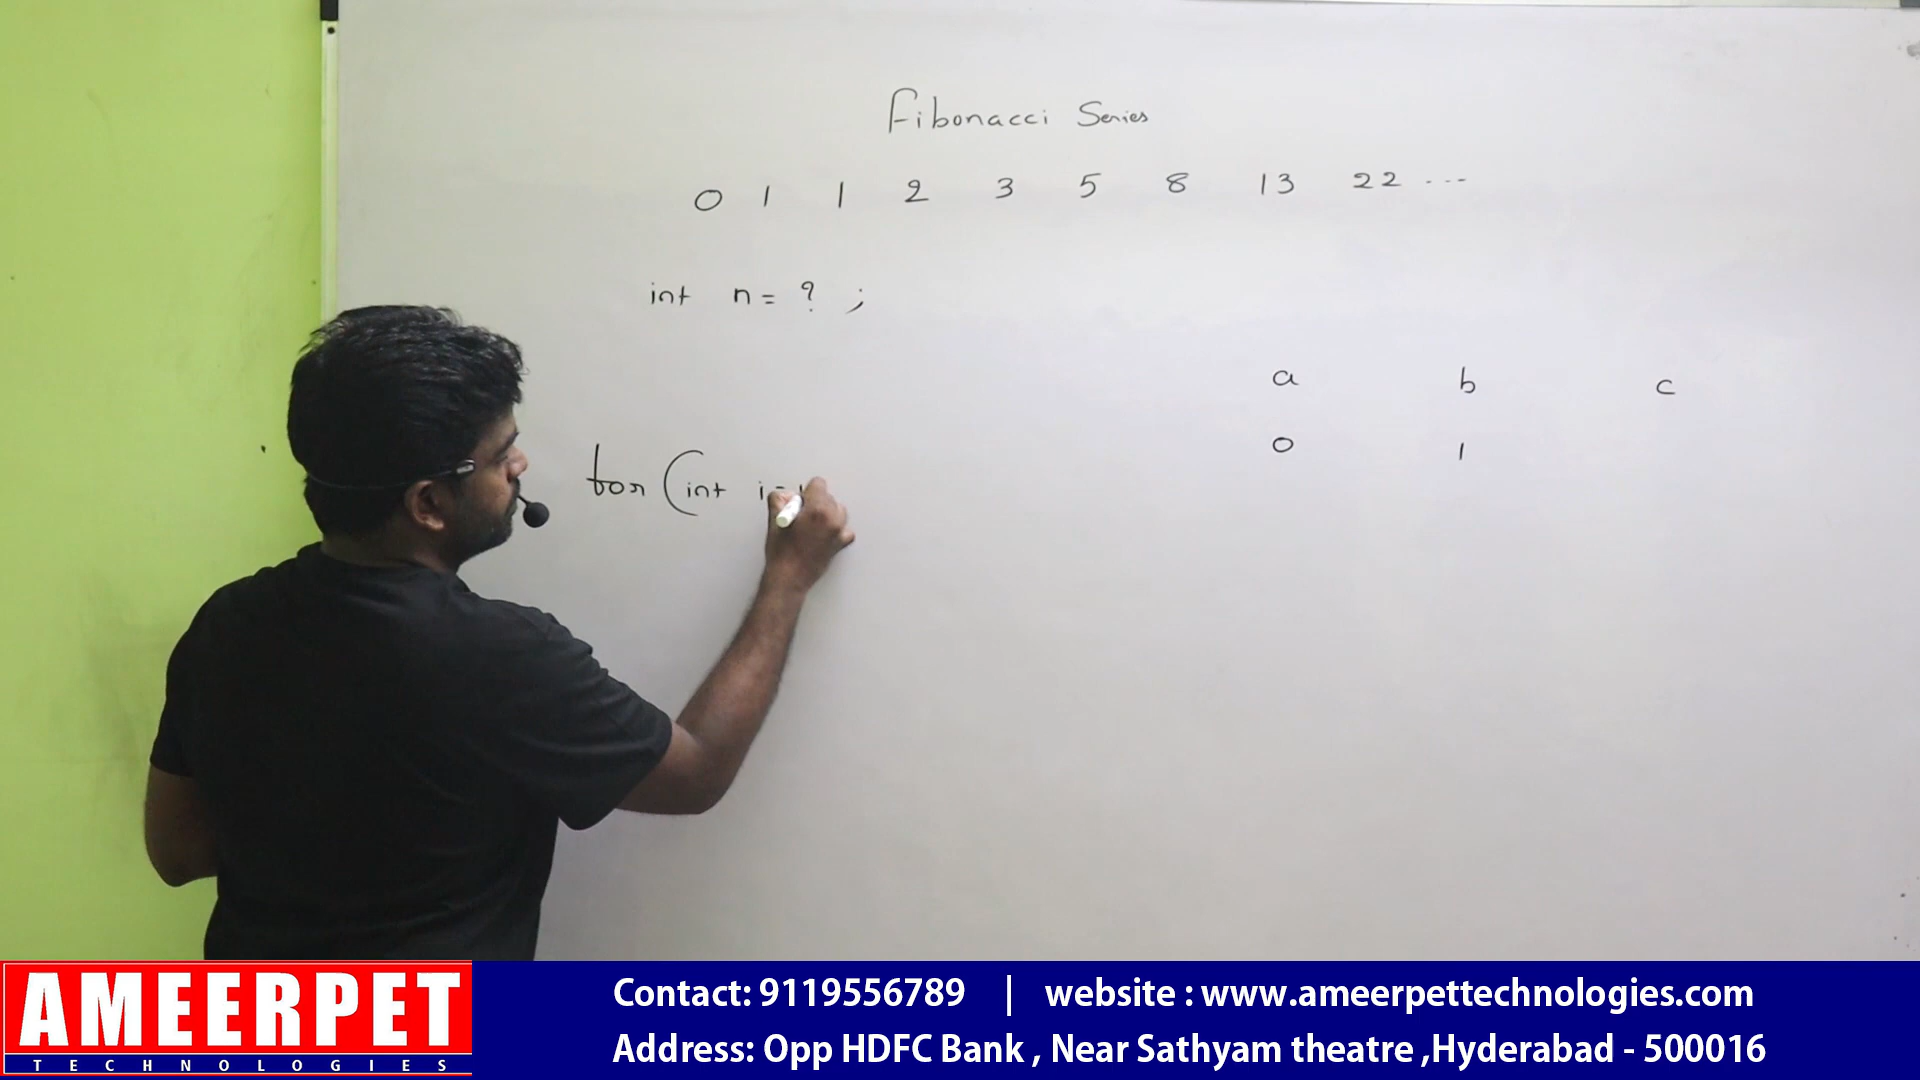 Fibonacci Series
0 1 1 2 3 5 8 13 22 ...
int n = ? ;
a b c
0 1
for (int i =
AMEERPET
TECHNOLOGIES
Contact: 9119556789 | website : www.ameerpettechnologies.com
Address: Opp HDFC Bank , Near Sathyam theatre ,Hyderabad - 500016